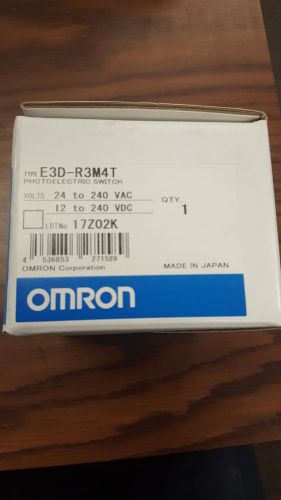 TYPE E3D-R3M4T
PHOTOELECTRIC SWITCH
VOLTS 24 to 240 VAC
12 to 240 VDC
QTY. 1
LOT No 17Z02K
4 536853 271589
OMRON Corporation
MADE IN JAPAN
OMRON